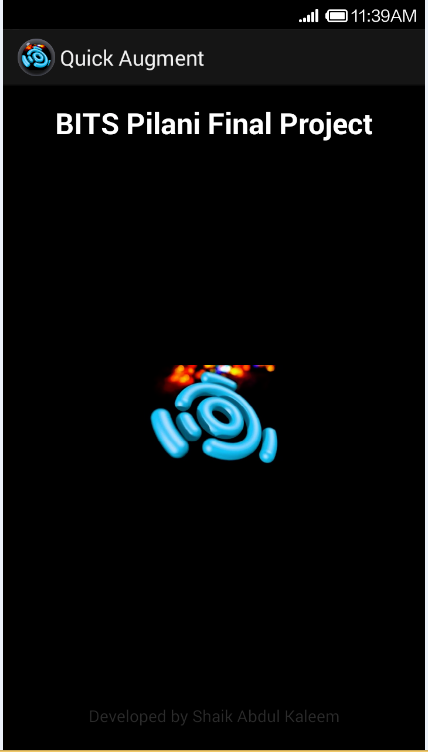 11:39AM
Quick Augment
BITS Pilani Final Project
Developed by Shaik Abdul Kaleem